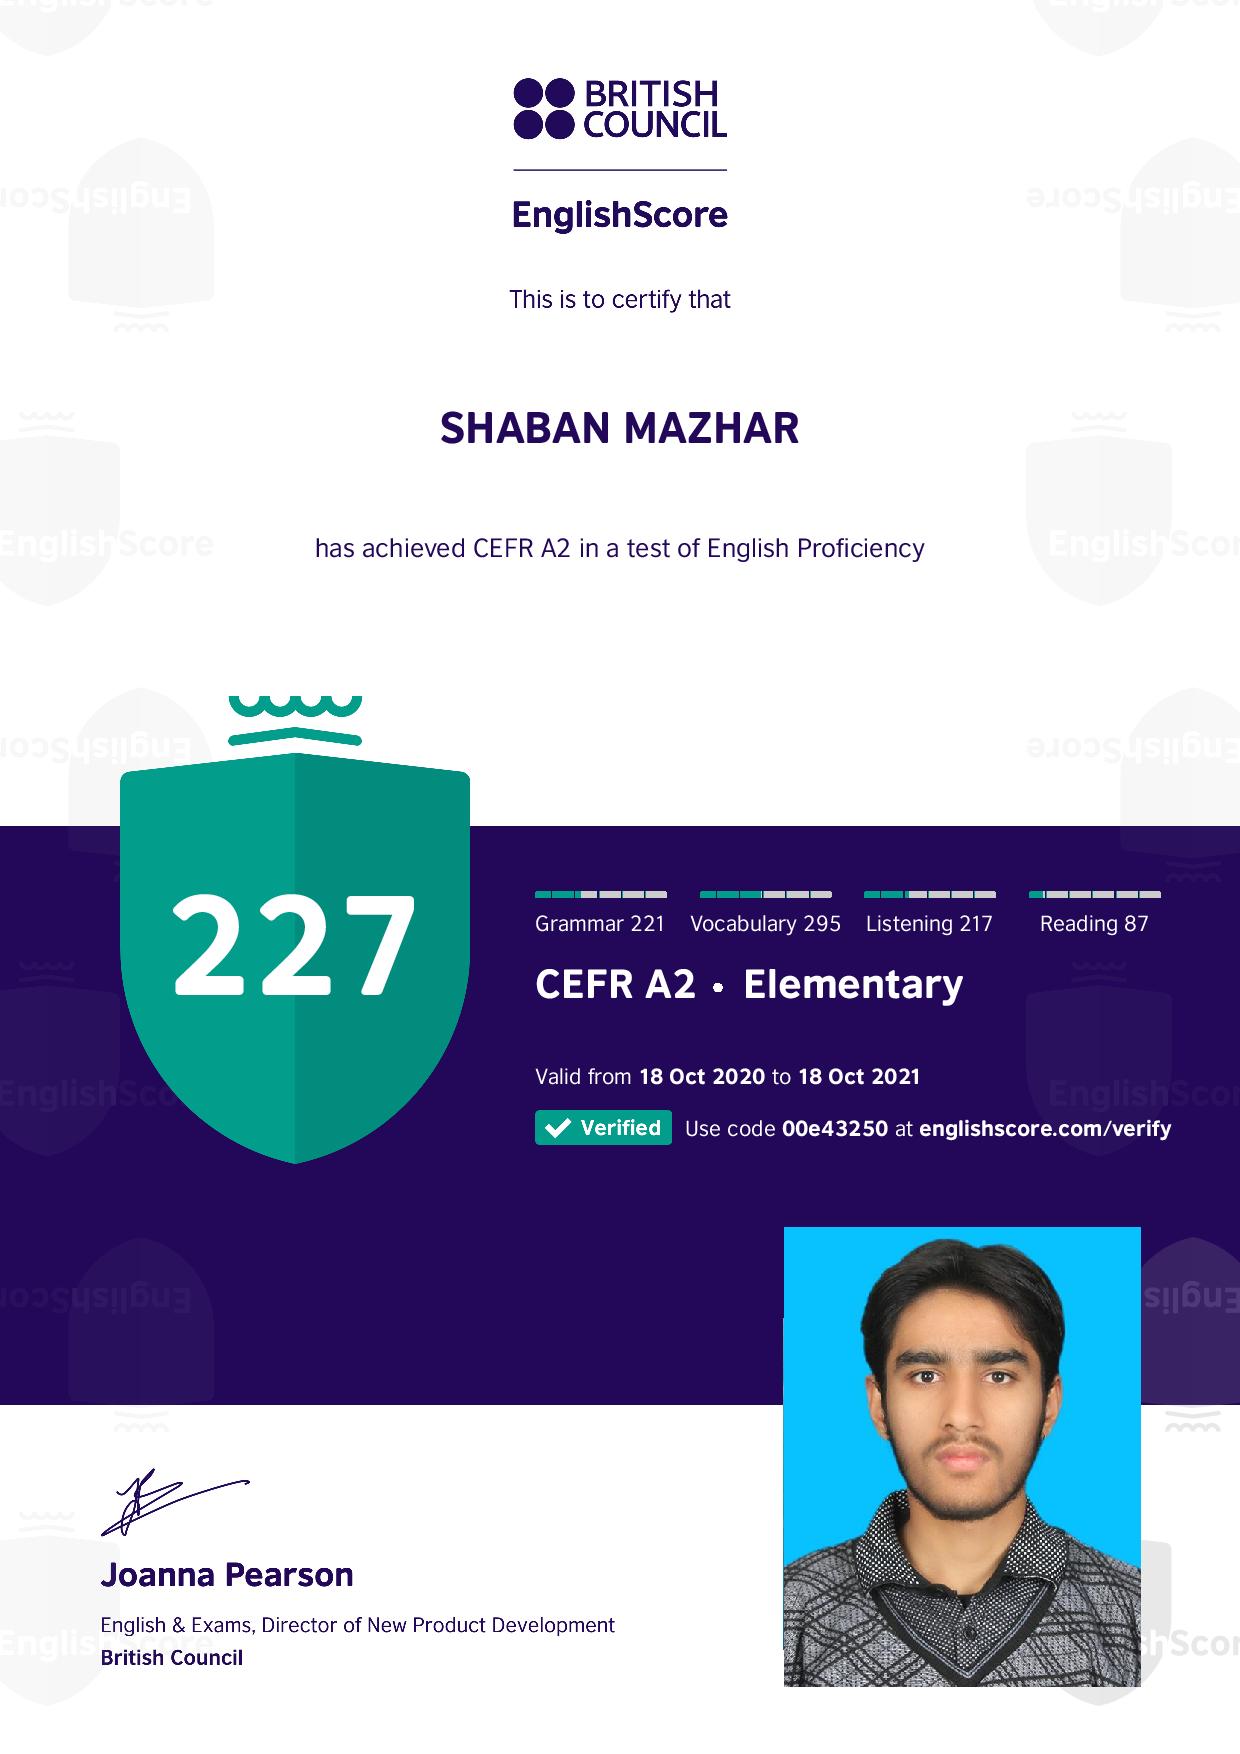 BRITISH
COUNCIL
EnglishScore
This is to certify that
SHABAN MAZHAR
has achieved CEFR A2 in a test of English Proficiency
227
Grammar 221 Vocabulary 295 Listening 217 Reading 87
CEFR A2 • Elementary
Valid from 18 Oct 2020 to 18 Oct 2021
Verified Use code 00e43250 at englishscore.com/verify
Joanna Pearson
English & Exams, Director of New Product Development
British Council